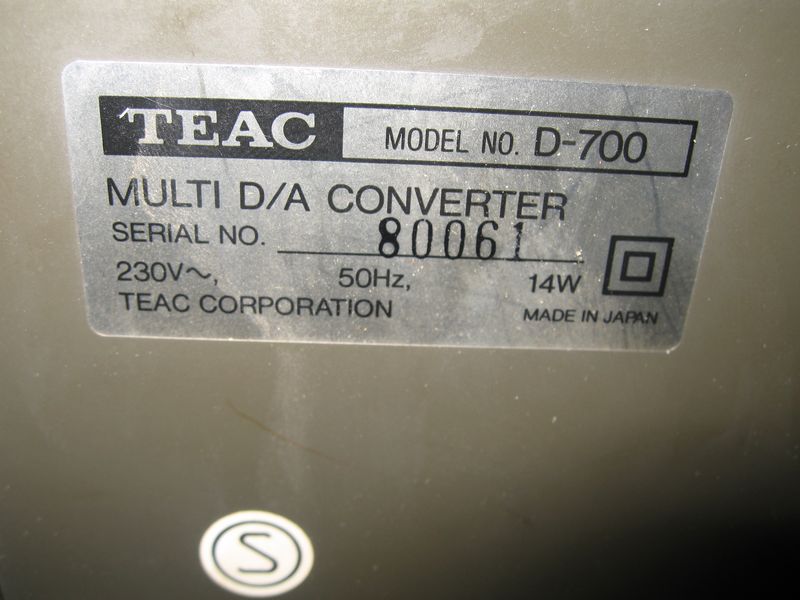 TEAC MODEL NO. D-700
MULTI D/A CONVERTER
SERIAL NO. 80061
230V~, 50Hz, 14W
TEAC CORPORATION MADE IN JAPAN
S